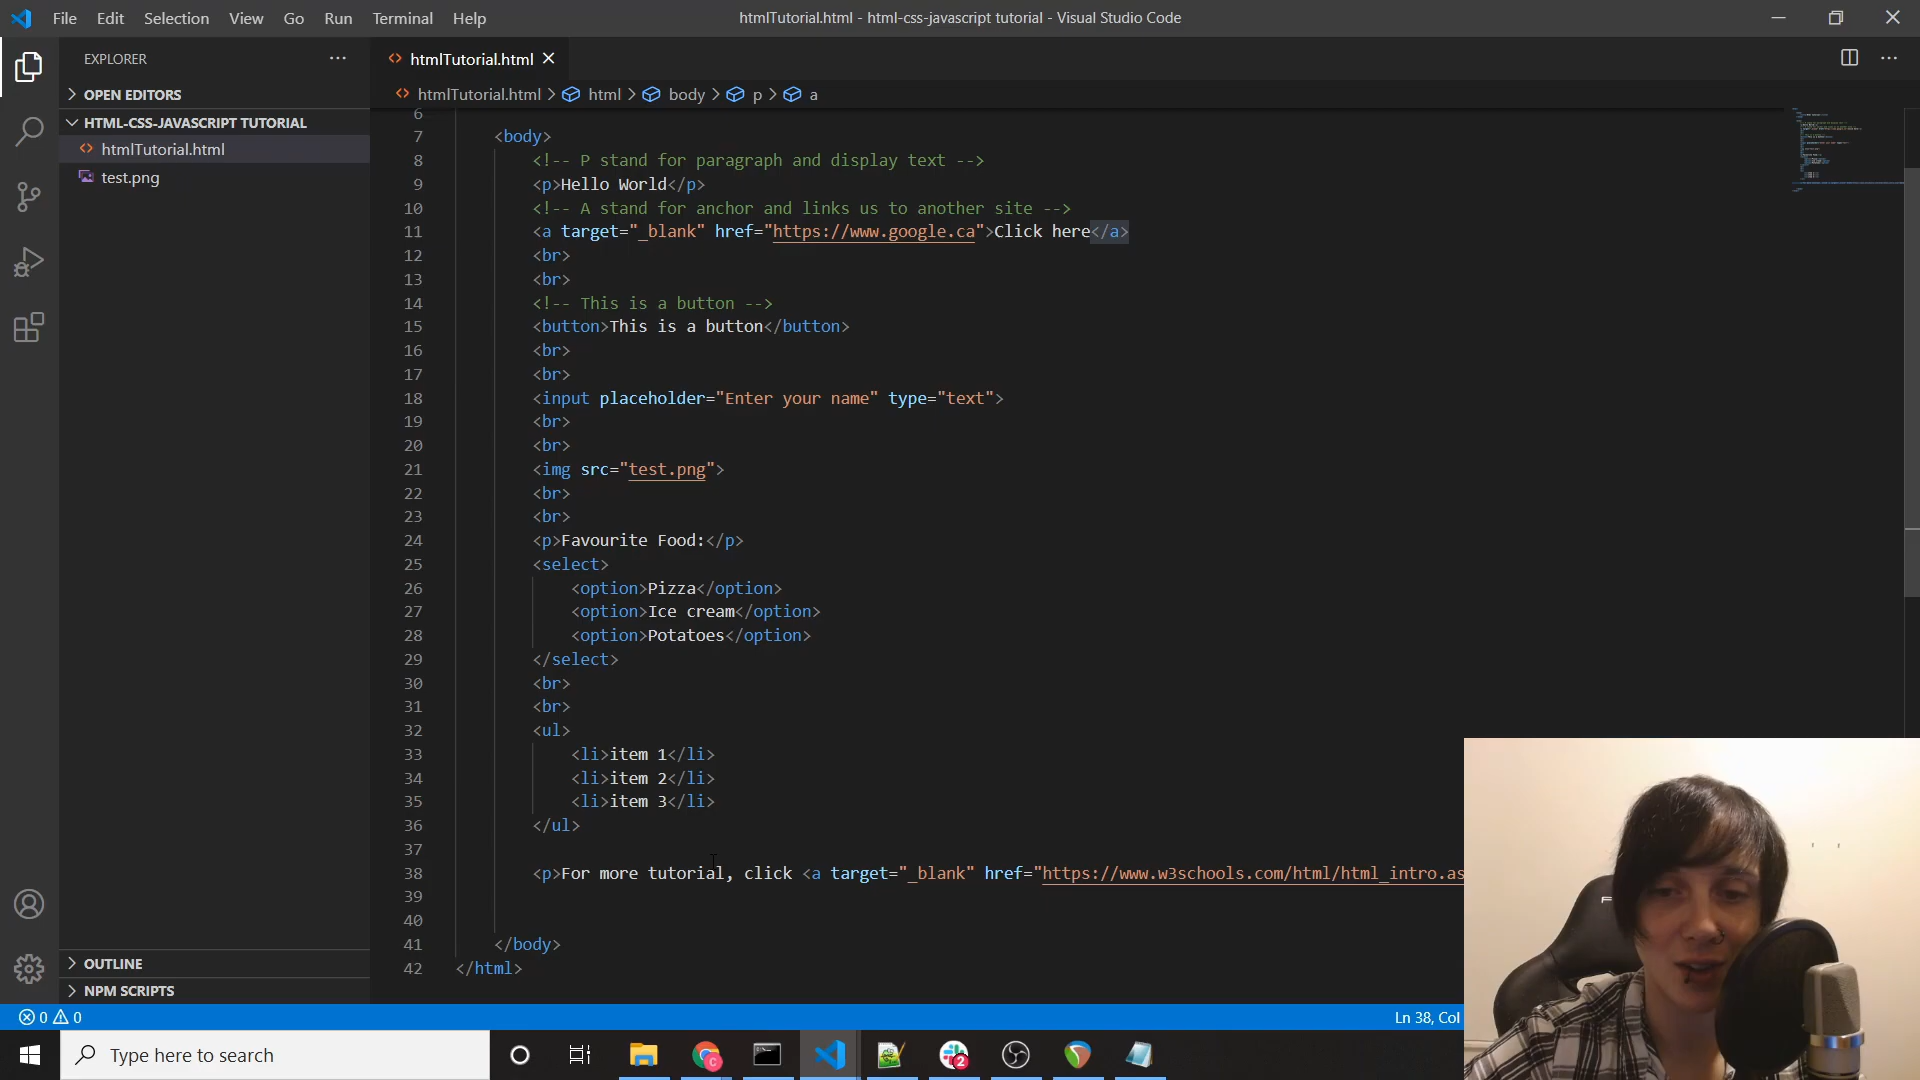 File Edit Selection View Go Run Terminal Help
htmlTutorial.html - html-css-javascript tutorial - Visual Studio Code
EXPLORER
htmlTutorial.html
OPEN EDITORS
htmlTutorial.html > html > body > p > a
HTML-CSS-JAVASCRIPT TUTORIAL
htmlTutorial.html
test.png
6
7 <body>
8 <!-- P stand for paragraph and display text -->
9 <p>Hello World</p>
10 <!-- A stand for anchor and links us to another site -->
11 <a target="_blank" href="https://www.google.ca">Click here</a>
12 <br>
13 <br>
14 <!-- This is a button -->
15 <button>This is a button</button>
16 <br>
17 <br>
18 <input placeholder="Enter your name" type="text">
19 <br>
20 <br>
21 <img src="test.png">
22 <br>
23 <br>
24 <p>Favourite Food:</p>
25 <select>
26 <option>Pizza</option>
27 <option>Ice cream</option>
28 <option>Potatoes</option>
29 </select>
30 <br>
31 <br>
32 <ul>
33 <li>item 1</li>
34 <li>item 2</li>
35 <li>item 3</li>
36 </ul>
37
38 <p>For more tutorial, click <a target="_blank" href="https://www.w3schools.com/html/html_intro.as
39
40
41 </body>
42 </html>
OUTLINE
NPM SCRIPTS
0 0
Ln 38, Col
Type here to search
C
2